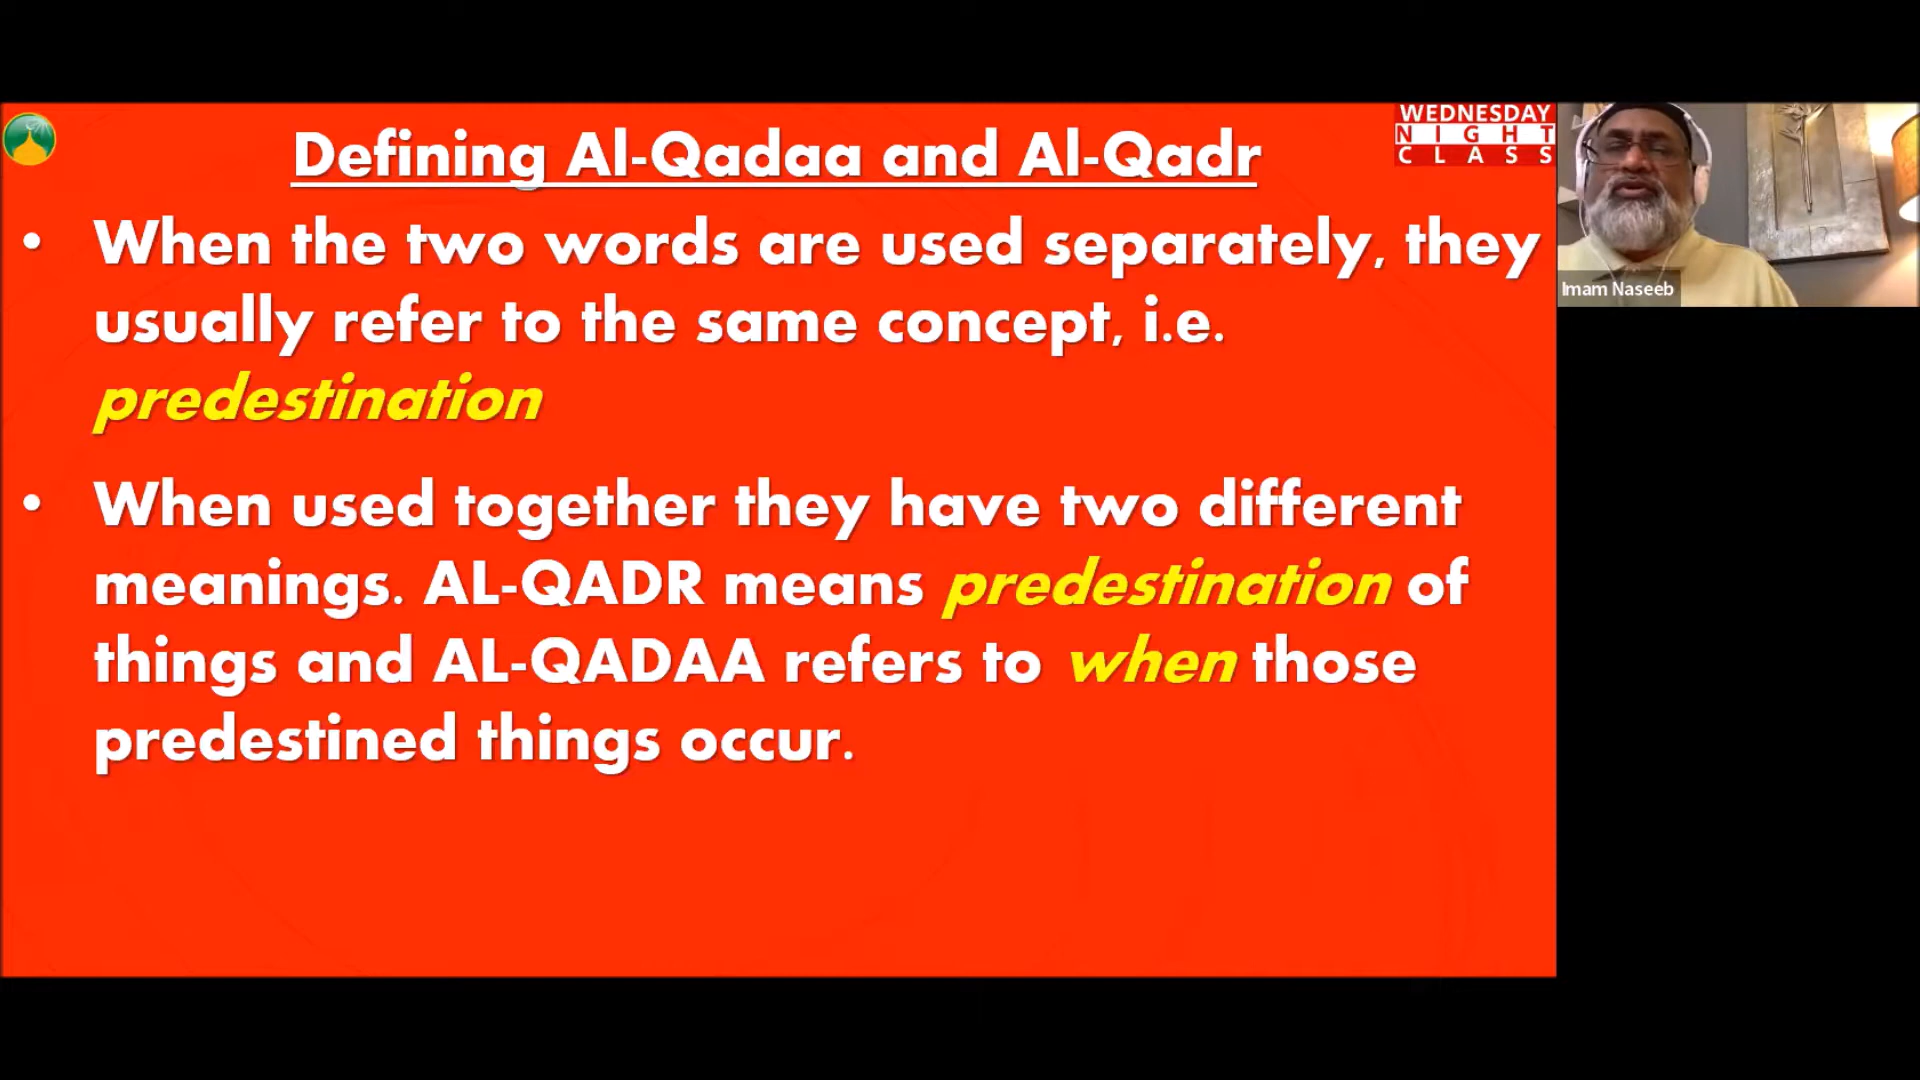 Defining Al-Qadaa and Al-Qadr
WEDNESDAY
NIGHT
CLASS
• When the two words are used separately, they
usually refer to the same concept, i.e.
predestination
• When used together they have two different
meanings. AL-QADR means predestination of
things and AL-QADAA refers to when those
predestined things occur.
Imam Naseeb